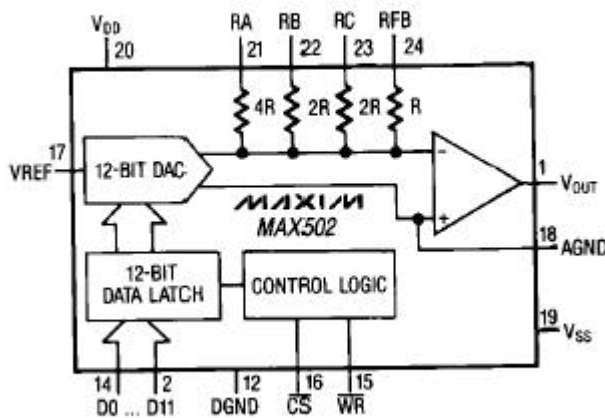 VDD
20
RA RB RC RFB
21 22 23 24
4R 2R 2R R
17
VREF
12-BIT DAC
-
+
1
VOUT
MAXIM
MAX502
18
AGND
12-BIT
DATA LATCH
CONTROL LOGIC
19
VSS
14 2 12 16 15
D0 ... D11 DGND C̅S̅ W̅R̅